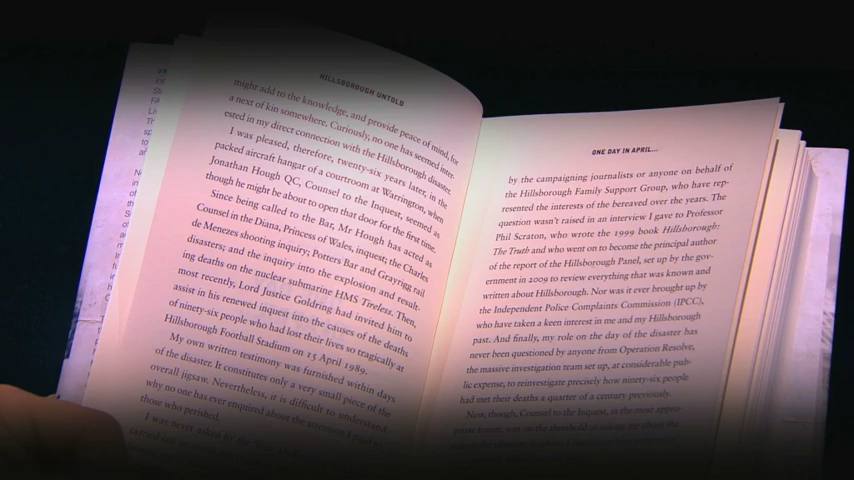 HILLSBOROUGH UNTOLD
might add to the knowledge, and provide peace of mind, for
a next of kin somewhere. Curiously, no one has seemed inter-
ested in my direct connection with the Hillsborough disaster.
I was pleased, therefore, twenty-six years later, in the
packed aircraft hangar of a courtroom at Warrington, when
Jonathan Hough QC, Counsel to the Inquest, seemed as
though he might be about to open that door for the first time.
Since being called to the Bar, Mr Hough has acted as
Counsel in the Diana, Princess of Wales, inquest; the Charles
de Menezes shooting inquiry; Potters Bar and Grayrigg rail
disasters; and the inquiry into the explosion and result-
ing deaths on the nuclear submarine HMS Tireless. Then,
most recently, Lord Justice Goldring had invited him to
assist in his renewed inquest into the causes of the deaths
of ninety-six people who had lost their lives so tragically at
Hillsborough Football Stadium on 15 April 1989.
My own written testimony was furnished within days
of the disaster. It constitutes only a very small piece of the
overall jigsaw. Nevertheless, it is difficult to understand
why no one has ever enquired about the attention I paid
those who perished.
I was never asked
ONE DAY IN APRIL...
by the campaigning journalists or anyone on behalf of
the Hillsborough Family Support Group, who have rep-
resented the interests of the bereaved over the years. The
question wasn't raised in an interview I gave to Professor
Phil Scraton, who wrote the 1999 book Hillsborough:
The Truth and who went on to become the principal author
of the report of the Hillsborough Panel, set up by the gov-
ernment in 2009 to review everything that was known and
written about Hillsborough. Nor was it ever brought up by
the Independent Police Complaints Commission (IPCC),
who have taken a keen interest in me and my Hillsborough
past. And finally, my role on the day of the disaster has
never been questioned by anyone from Operation Resolve,
the massive investigation team set up, at considerable pub-
lic expense, to reinvestigate precisely how ninety-six people
had met their deaths a quarter of a century previously.
Now, though, Counsel to the Inquest, in the most appro-
priate forum, was on the threshold of asking me about the